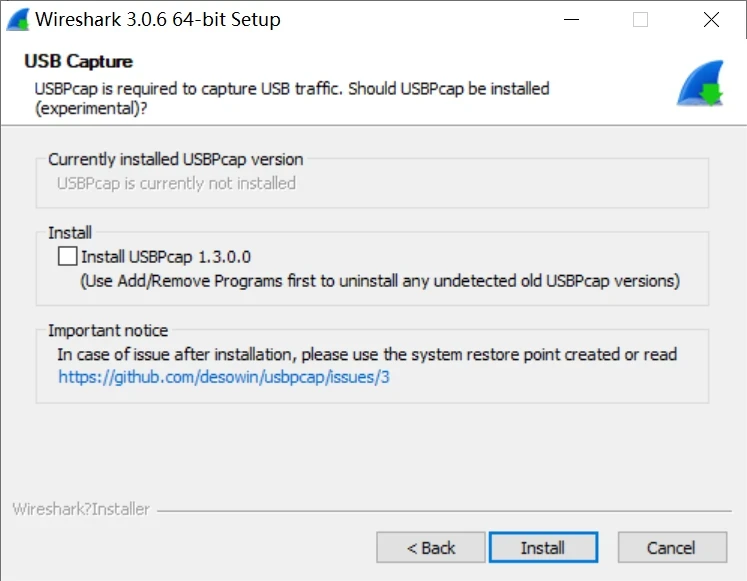 Wireshark 3.0.6 64-bit Setup
USB Capture
USBPcap is required to capture USB traffic. Should USBPcap be installed
(experimental)?
Currently installed USBPcap version
USBPcap is currently not installed
Install
Install USBPcap 1.3.0.0
(Use Add/Remove Programs first to uninstall any undetected old USBPcap versions)
Important notice
In case of issue after installation, please use the system restore point created or read
https://github.com/desowin/usbpcap/issues/3
Wireshark?Installer
< Back
Install
Cancel